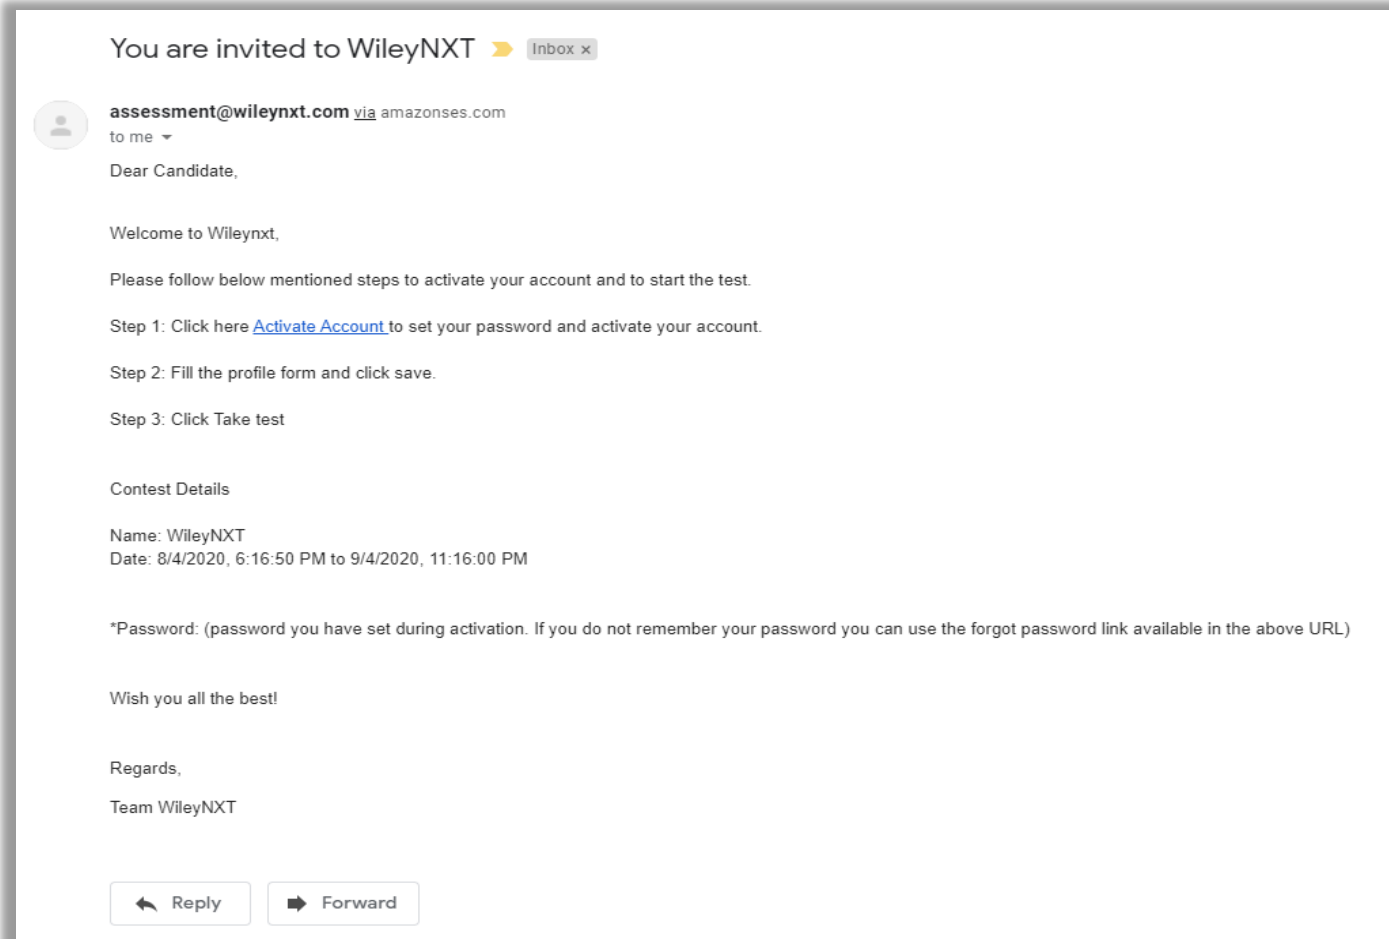 You are invited to WileyNXT
Inbox ×
assessment@wileynxt.com via amazonses.com
to me
Dear Candidate,
Welcome to Wileynxt,
Please follow below mentioned steps to activate your account and to start the test.
Step 1: Click here Activate Account to set your password and activate your account.
Step 2: Fill the profile form and click save.
Step 3: Click Take test
Contest Details
Name: WileyNXT
Date: 8/4/2020, 6:16:50 PM to 9/4/2020, 11:16:00 PM
*Password: (password you have set during activation. If you do not remember your password you can use the forgot password link available in the above URL)
Wish you all the best!
Regards,
Team WileyNXT
Reply Forward